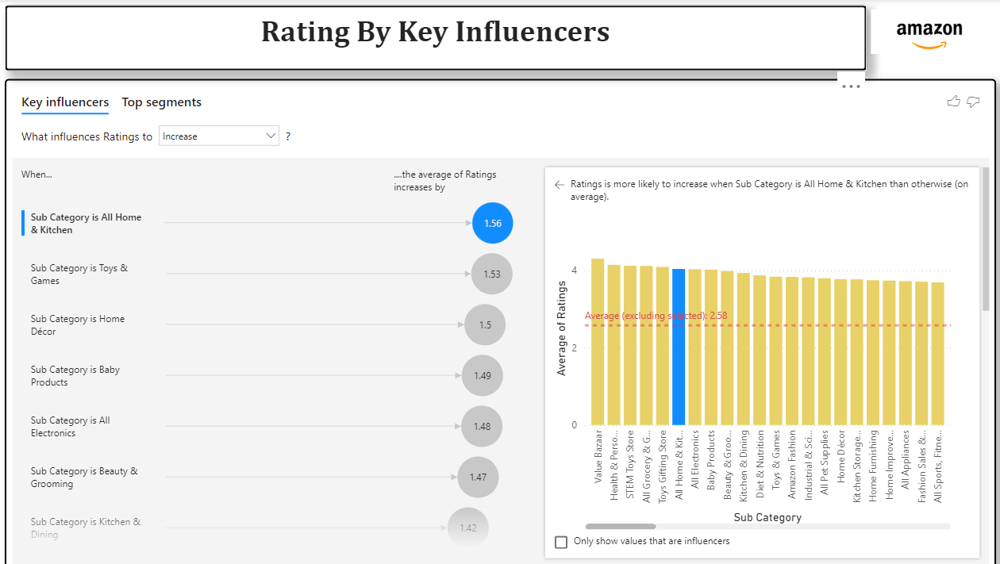 Rating By Key Influencers
amazon
...
Key influencers Top segments
What influences Ratings to Increase ?
When...
....the average of Ratings
increases by
Sub Category is All Home
& Kitchen
1.56
Sub Category is Toys &
Games
1.53
Sub Category is Home
Décor
1.5
Sub Category is Baby
Products
1.49
Sub Category is All
Electronics
1.48
Sub Category is Beauty &
Grooming
1.47
Sub Category is Kitchen &
Dining
1.42
Ratings is more likely to increase when Sub Category is All Home & Kitchen than otherwise (on
average).
Average of Ratings
4
2
0
Average (excluding selected): 2.58
Value Bazaar
Health & Perso...
STEM Toys Store
All Grocery & G...
Toys Gifting Store
All Home & Kit...
All Electronics
Baby Products
Beauty & Groo...
Kitchen & Dining
Diet & Nutrition
Toys & Games
Amazon Fashion
Industrial & Sci...
All Pet Supplies
Home Décor
Kitchen Storage...
Home Furnishing
Home Improve...
All Appliances
Fashion Sales &...
All Sports, Fitne...
Sub Category
Only show values that are influencers